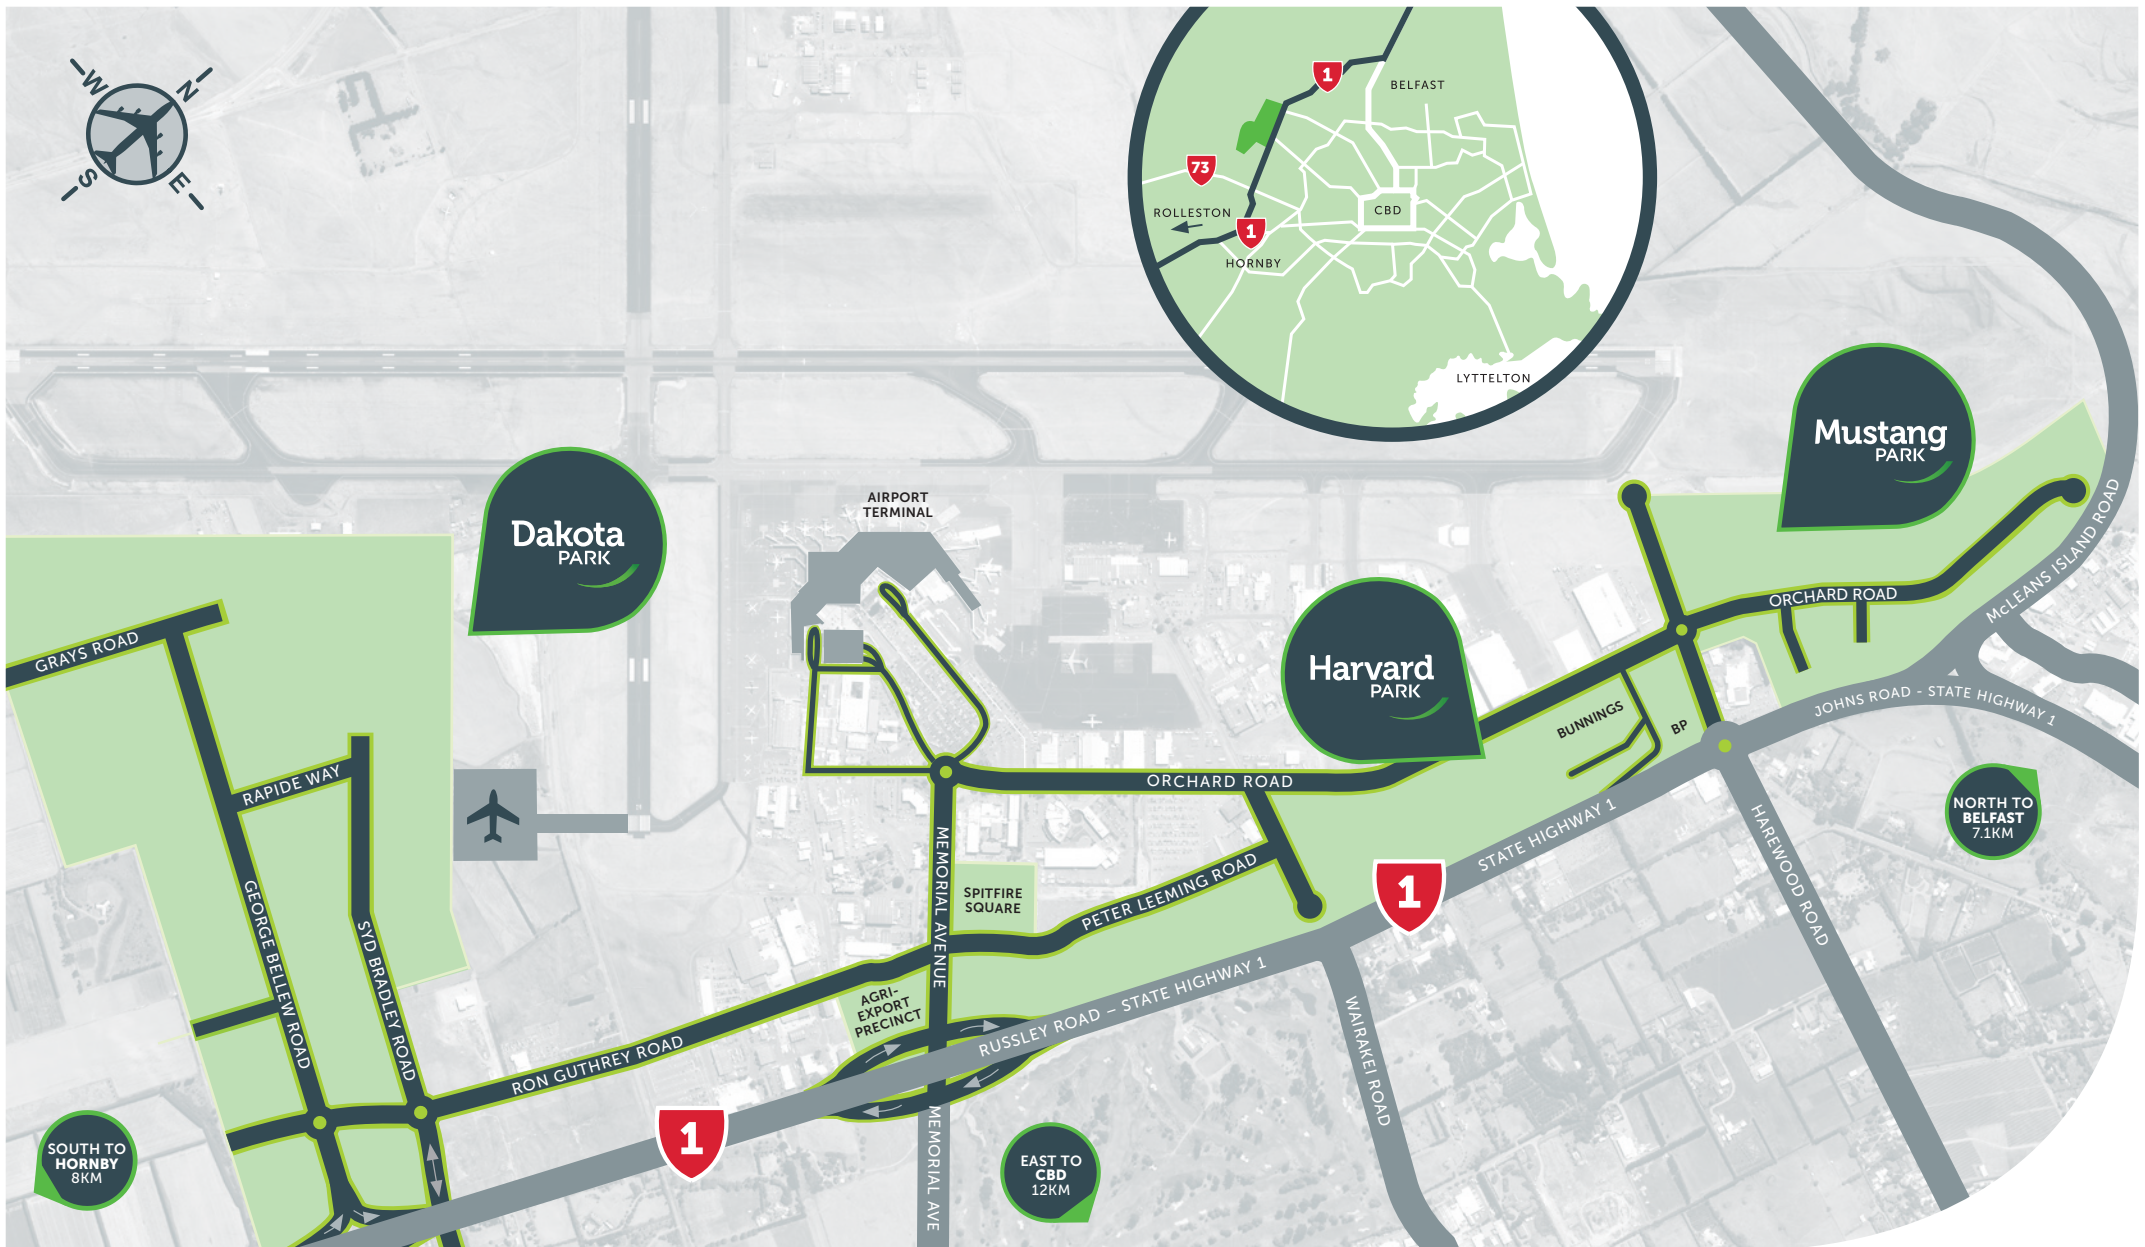 W
N
S
E
1
BELFAST
73
ROLLESTON
CBD
1
HORNBY
LYTTELTON
Mustang
PARK
Dakota
PARK
AIRPORT
TERMINAL
Harvard
PARK
ORCHARD ROAD
McLEANS ISLAND ROAD
GRAYS ROAD
JOHNS ROAD - STATE HIGHWAY 1
BUNNINGS
BP
RAPIDE WAY
ORCHARD ROAD
NORTH TO
BELFAST
7.1KM
STATE HIGHWAY 1
HAREWOOD ROAD
MEMORIAL AVENUE
SPITFIRE
SQUARE
PETER LEEMING ROAD
1
GEORGE BELLEW ROAD
SYD BRADLEY ROAD
AGRI-
EXPORT
PRECINCT
RUSSLEY ROAD – STATE HIGHWAY 1
RON GUTHREY ROAD
WAIRAKEI ROAD
1
MEMORIAL AVE
SOUTH TO
HORNBY
8KM
EAST TO
CBD
12KM